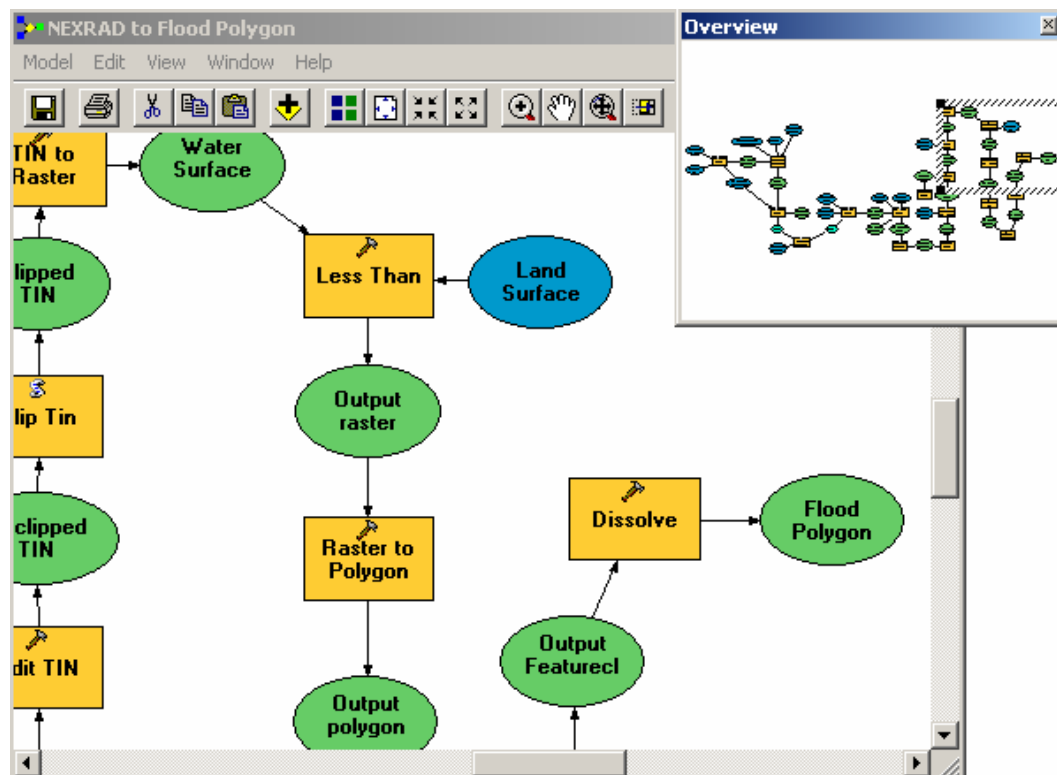 NEXRAD to Flood Polygon
Overview
Model Edit View Window Help
TIN to
Raster
Water
Surface
Less Than
Land
Surface
lipped
TIN
Output
raster
lip Tin
clipped
TIN
Raster to
Polygon
Dissolve
Flood
Polygon
dit TIN
Output
Featurecl
Output
polygon